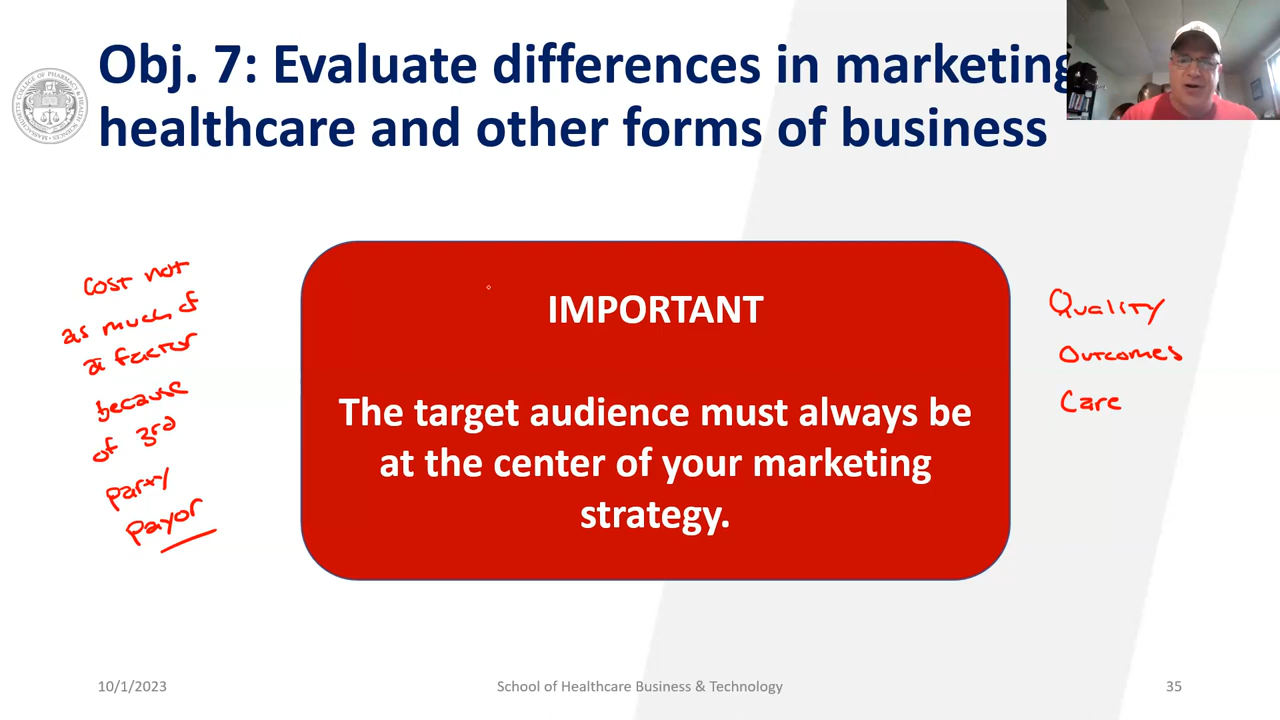 Obj. 7: Evaluate differences in marketing
healthcare and other forms of business
cost not
as much of
a factor
because
of 3rd
party
payor
IMPORTANT
The target audience must always be
at the center of your marketing
strategy.
Quality
Outcomes
Care
10/1/2023
School of Healthcare Business & Technology
35